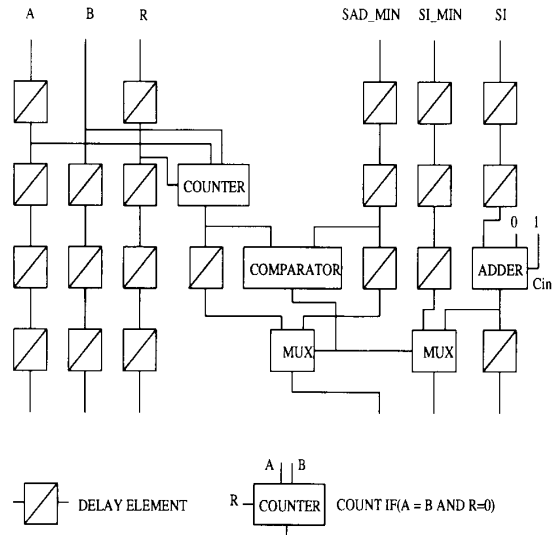 A B R SAD_MIN SI_MIN SI
COUNTER
0 1
COMPARATOR ADDER
Cin
MUX MUX
A B
DELAY ELEMENT R COUNTER COUNT IF(A = B AND R=0)